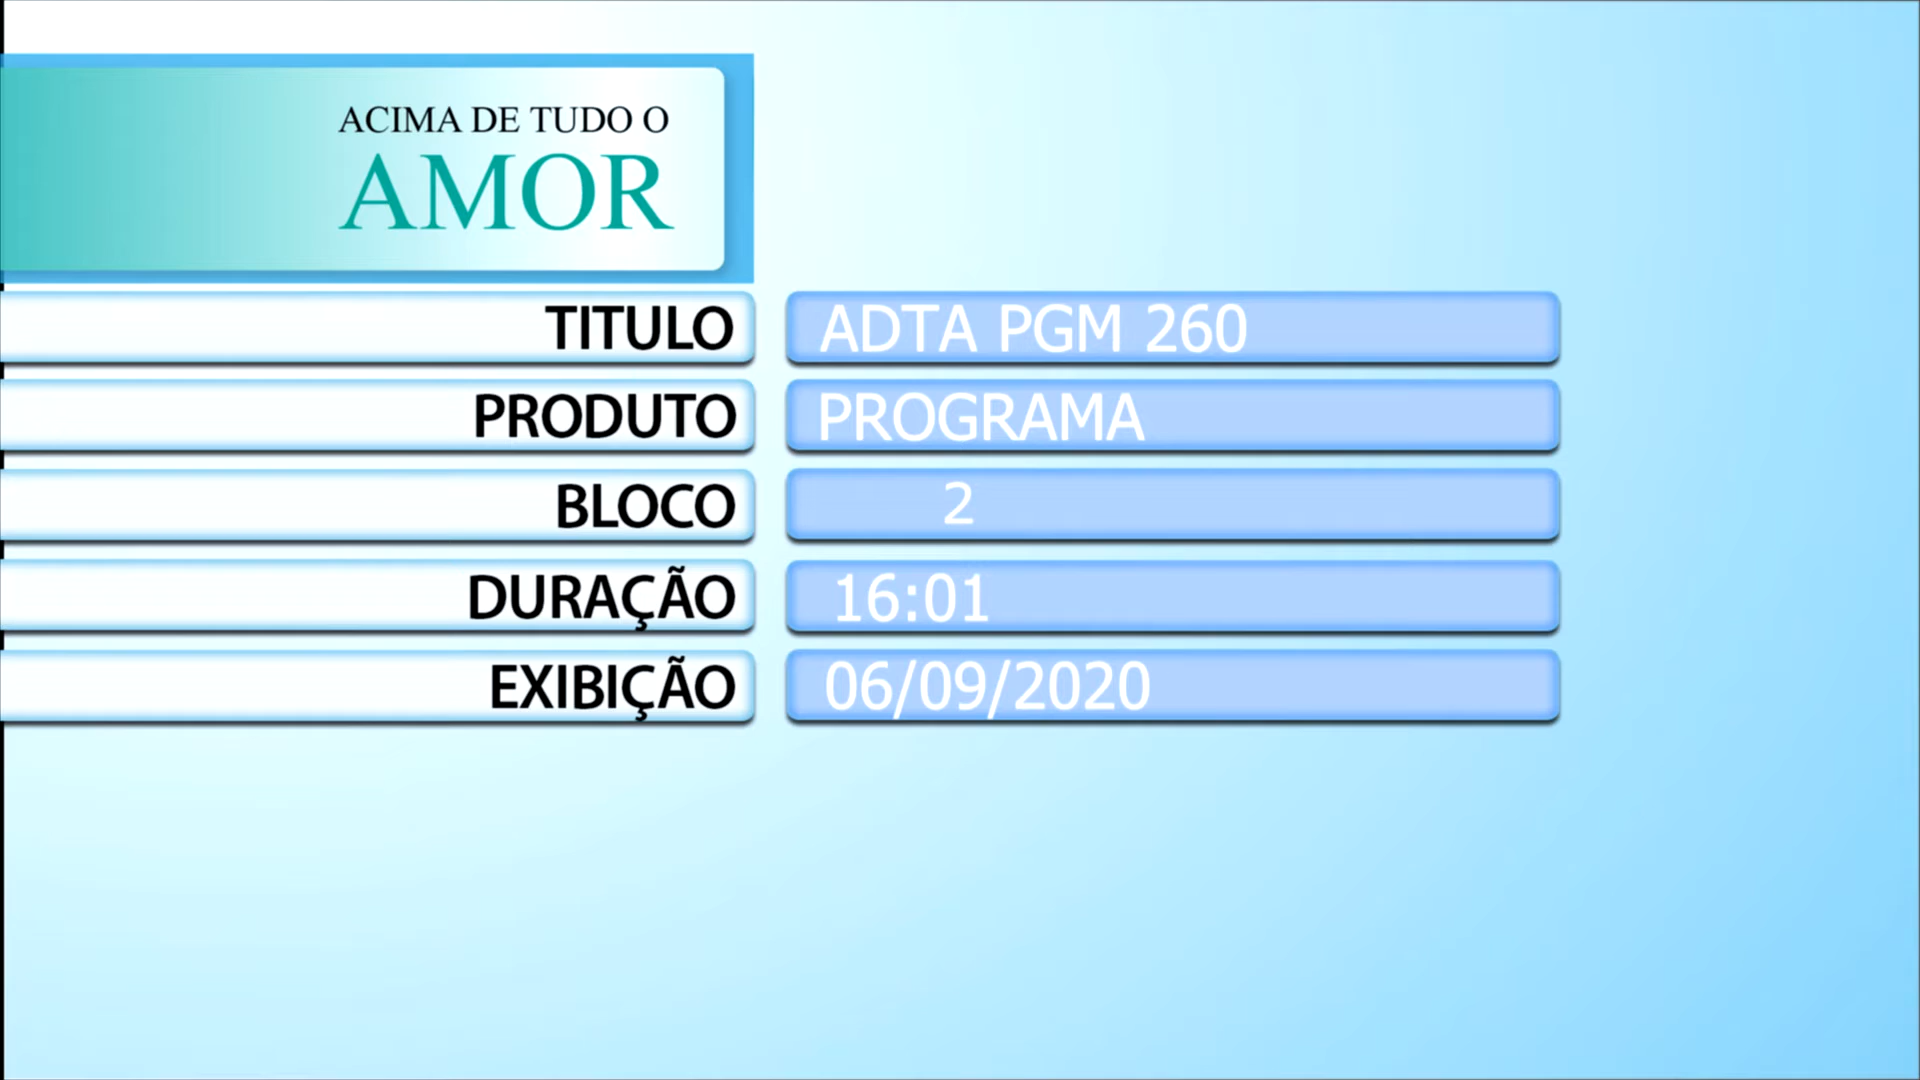 ACIMA DE TUDO O
AMOR
TITULO ADTA PGM 260
PRODUTO PROGRAMA
BLOCO 2
DURAÇÃO 16:01
EXIBIÇÃO 06/09/2020